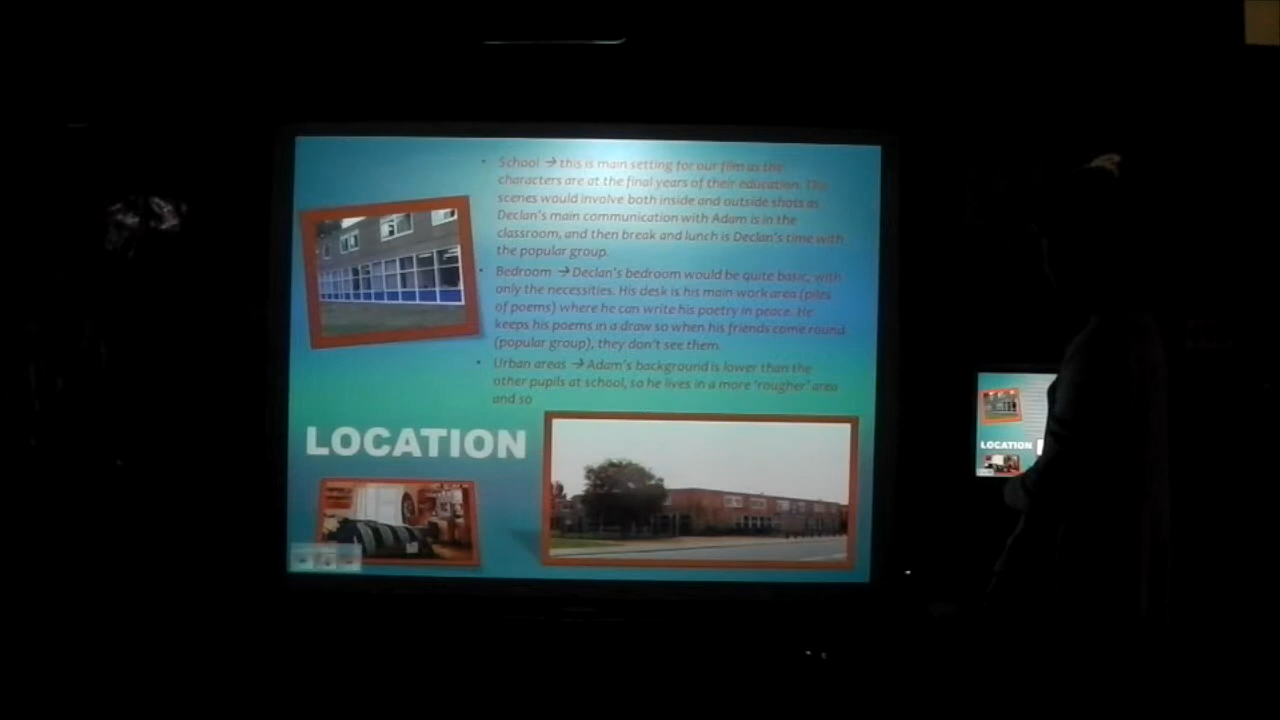 School → this is main setting for our film as the
characters are at the final years of their education. The
scenes would involve both inside and outside shots as
Declan's main communication with Adam is in the
classroom, and then break and lunch is Declan's time with
the popular group.
Bedroom → Declan's bedroom would be quite basic, with
only the necessities. His desk is his main work area (piles
of poems) where he can write his poetry in peace. He
keeps his poems in a draw so when his friends come round
(popular group), they don't see them.
Urban areas → Adam's background is lower than the
other pupils at school, so he lives in a more 'rougher' area
and so
LOCATION
LOCATION